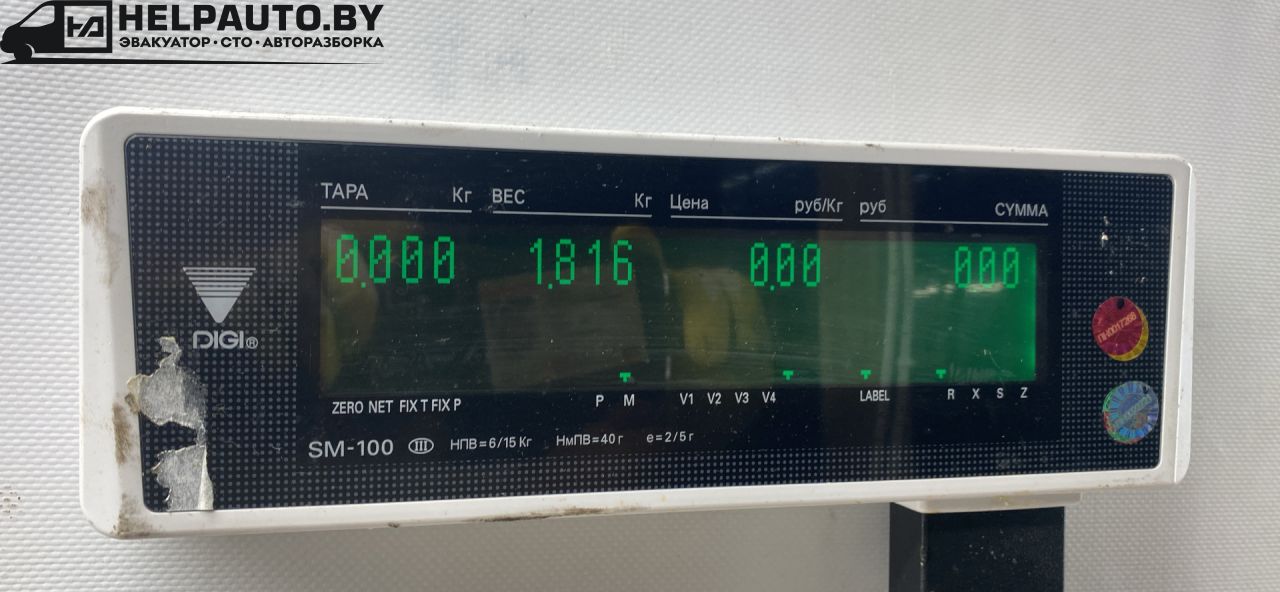 HELPAUTO.BY
ЭВАКУАТОР · СТО · АВТОРАЗБОРКА
ТАРА Кг ВЕС Кг Цена руб/Кг руб СУММА
0.000 1.816 0.00 0.00
DIGI®
ZERO NET FIX T FIX P P M V1 V2 V3 V4 LABEL R X S Z
SM-100 III НПВ=6/15 Кг НмПВ=40 г e=2/5 г